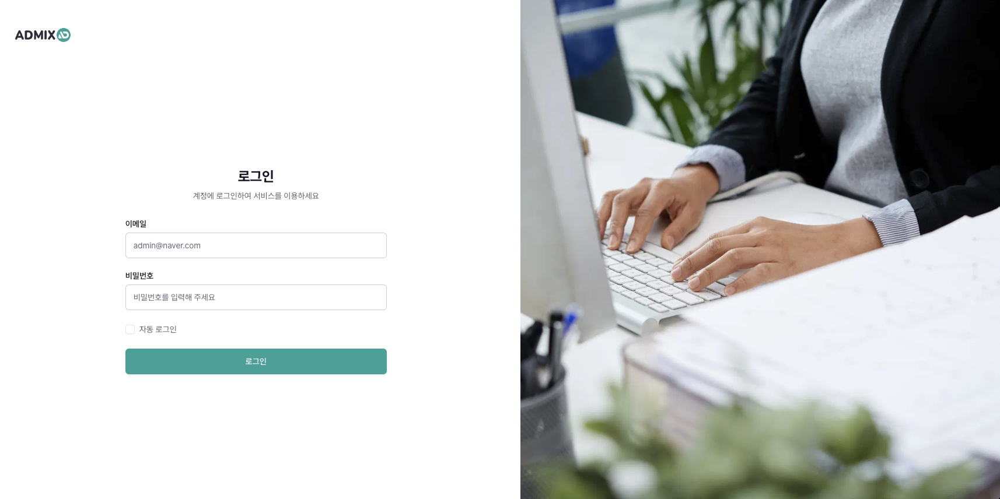 ADMIX AD
로그인
계정에 로그인하여 서비스를 이용하세요
이메일
admin@naver.com
비밀번호
비밀번호를 입력해 주세요
자동 로그인
로그인